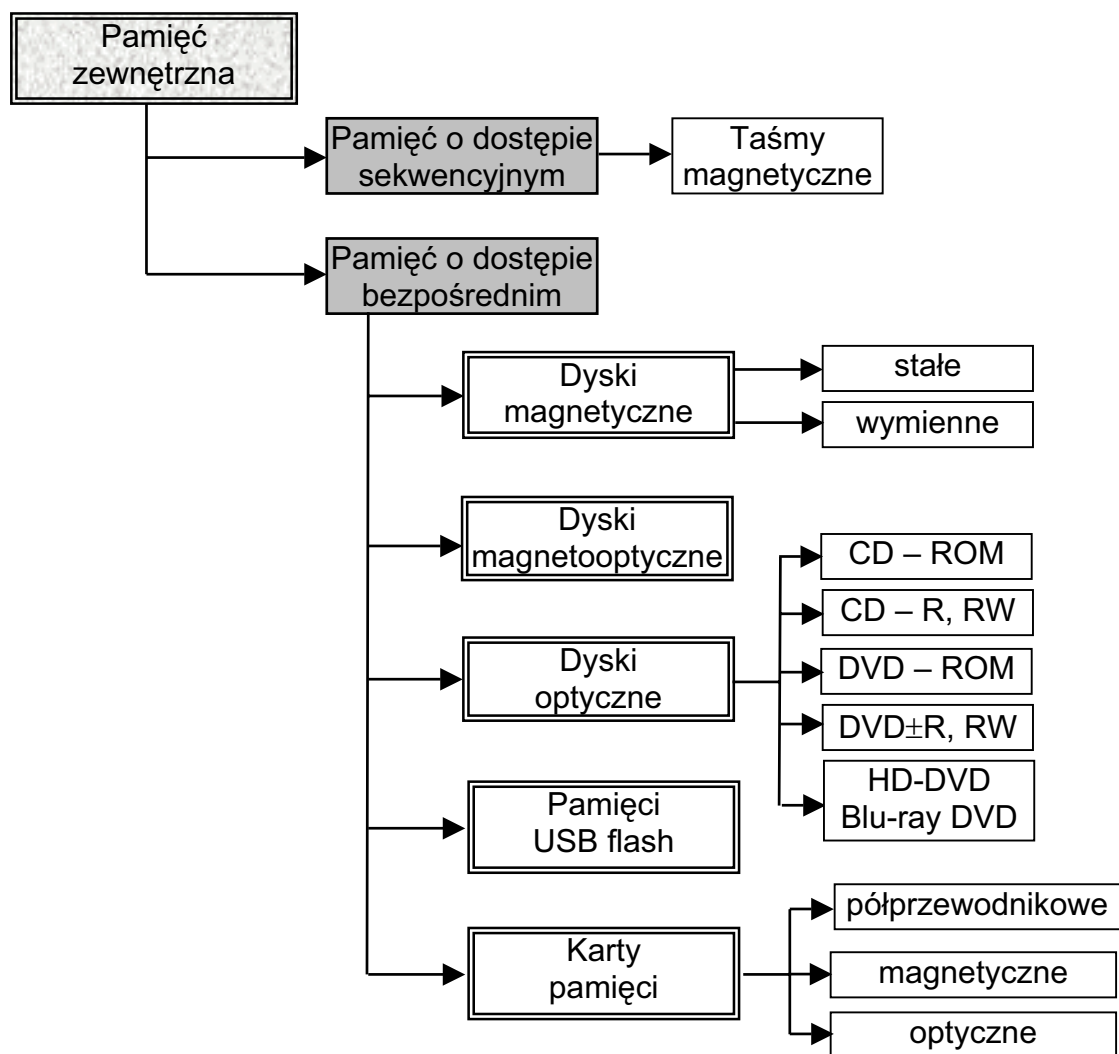 Pamięć
zewnętrzna
Pamięć o dostępie
sekwencyjnym
Taśmy
magnetyczne
Pamięć o dostępie
bezpośrednim
Dyski
magnetyczne
stałe
wymienne
Dyski
magnetooptyczne
Dyski
optyczne
CD – ROM
CD – R, RW
DVD – ROM
DVD±R, RW
HD-DVD
Blu-ray DVD
Pamięci
USB flash
Karty
pamięci
półprzewodnikowe
magnetyczne
optyczne